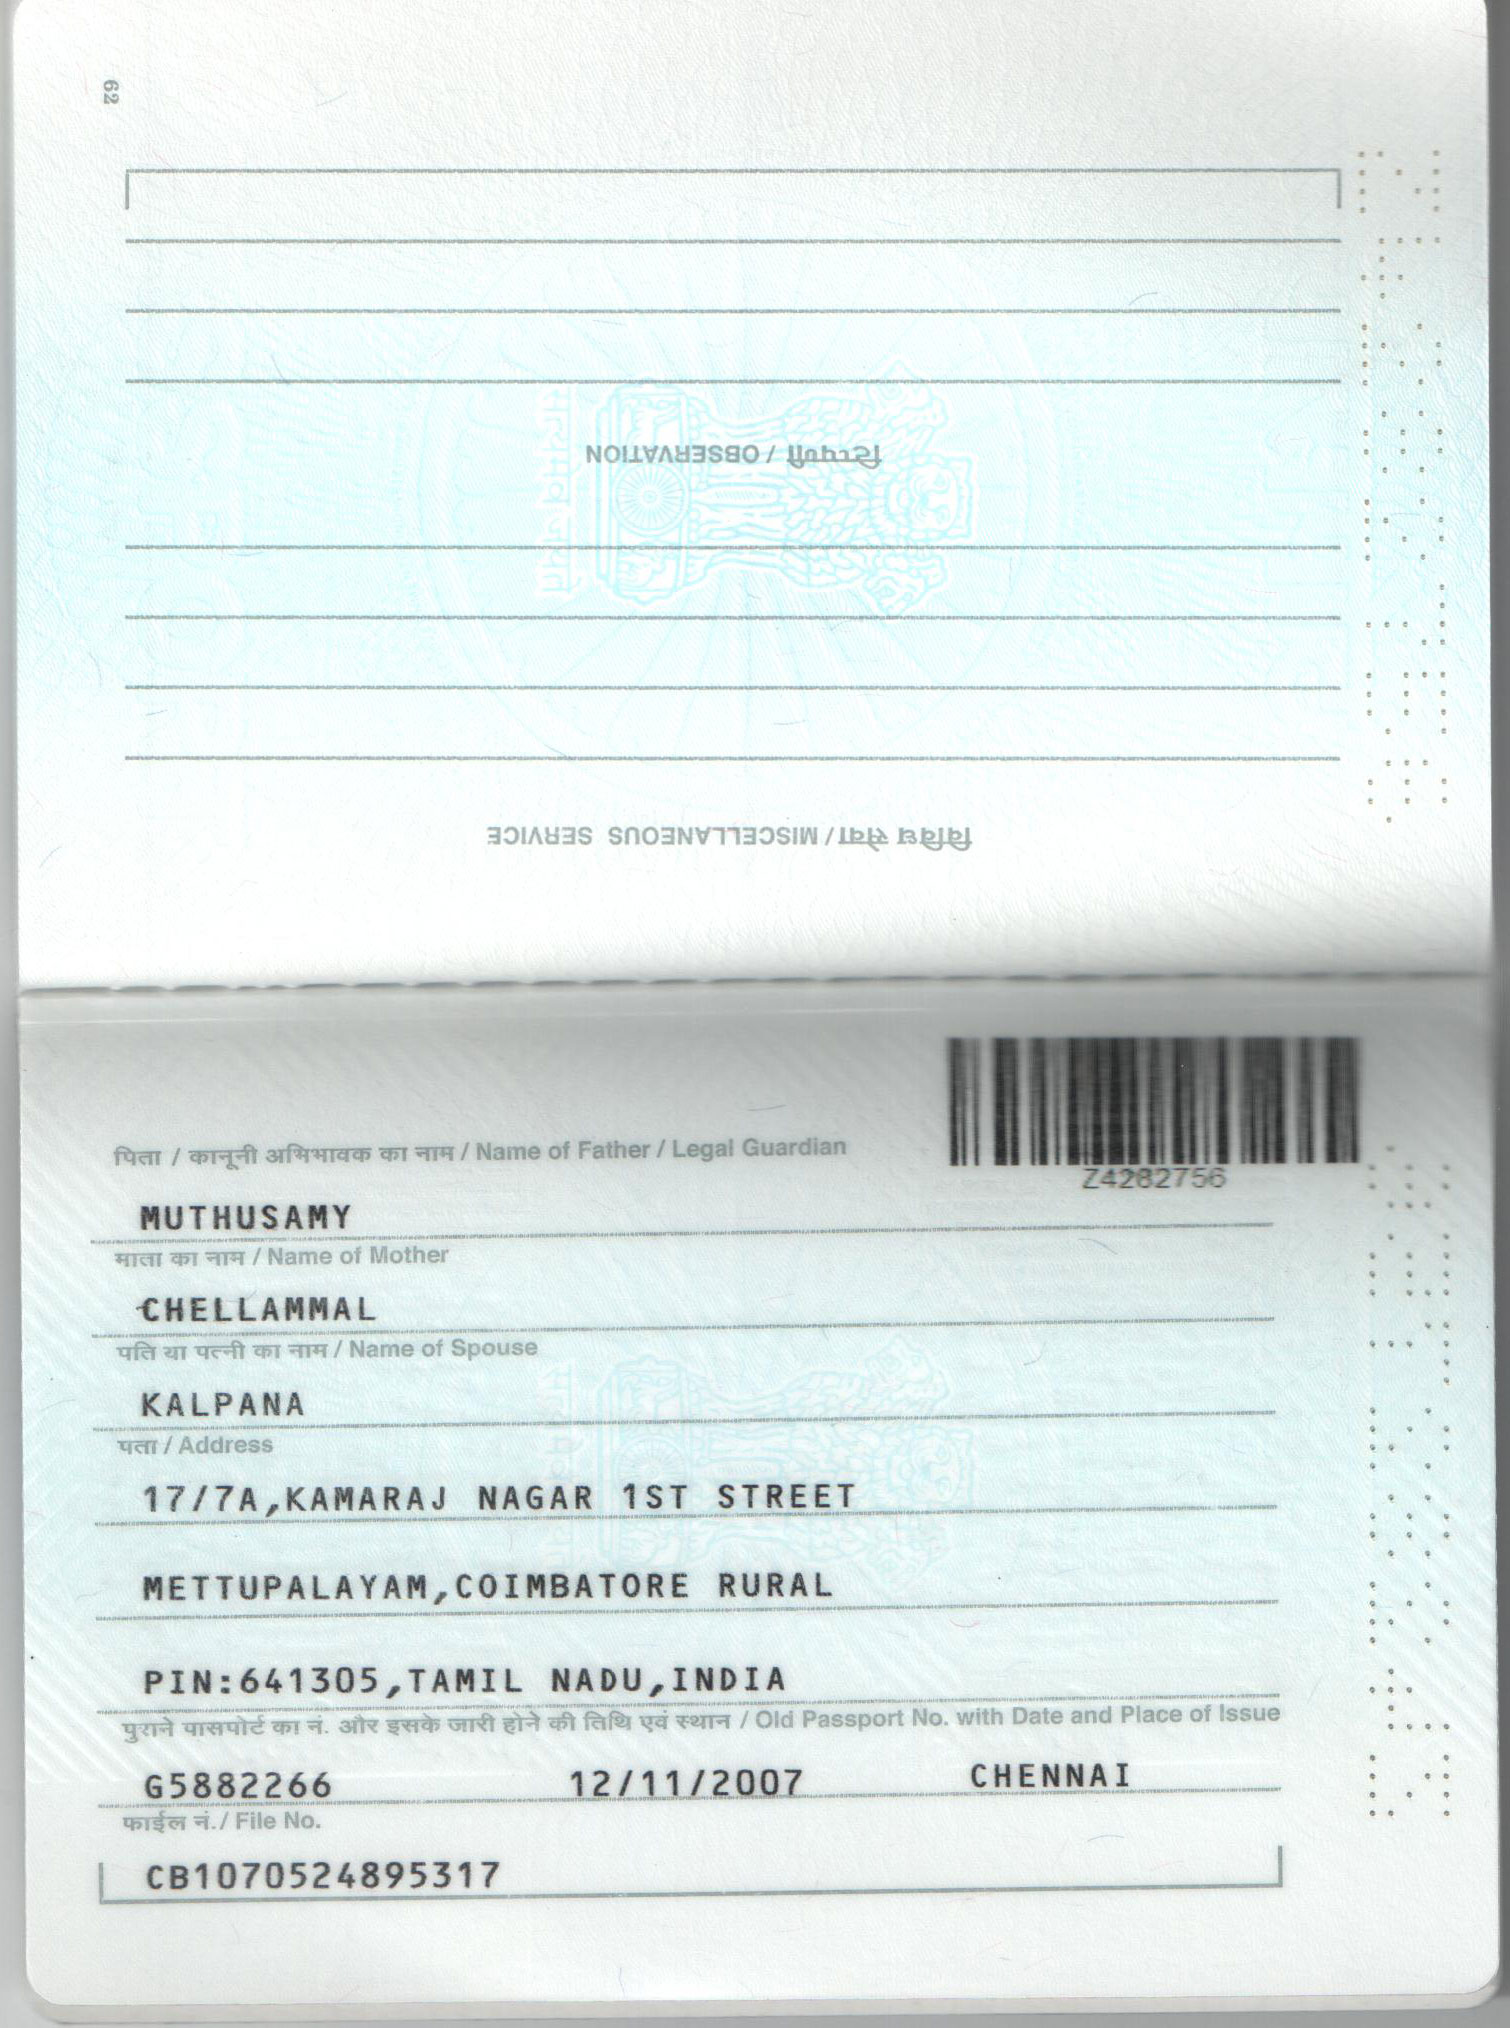 62
टिप्पणी / OBSERVATION
विविध सेवा / MISCELLANEOUS SERVICE
Z4282756
पिता / कानूनी अभिभावक का नाम / Name of Father / Legal Guardian
MUTHUSAMY
माता का नाम / Name of Mother
CHELLAMMAL
पति या पत्नी का नाम / Name of Spouse
KALPANA
पता / Address
17/7A,KAMARAJ NAGAR 1ST STREET
METTUPALAYAM,COIMBATORE RURAL
PIN:641305,TAMIL NADU,INDIA
पुराने पासपोर्ट का नं. और इसके जारी होने की तिथि एवं स्थान / Old Passport No. with Date and Place of Issue
G5882266 12/11/2007 CHENNAI
फाईल नं./ File No.
CB1070524895317